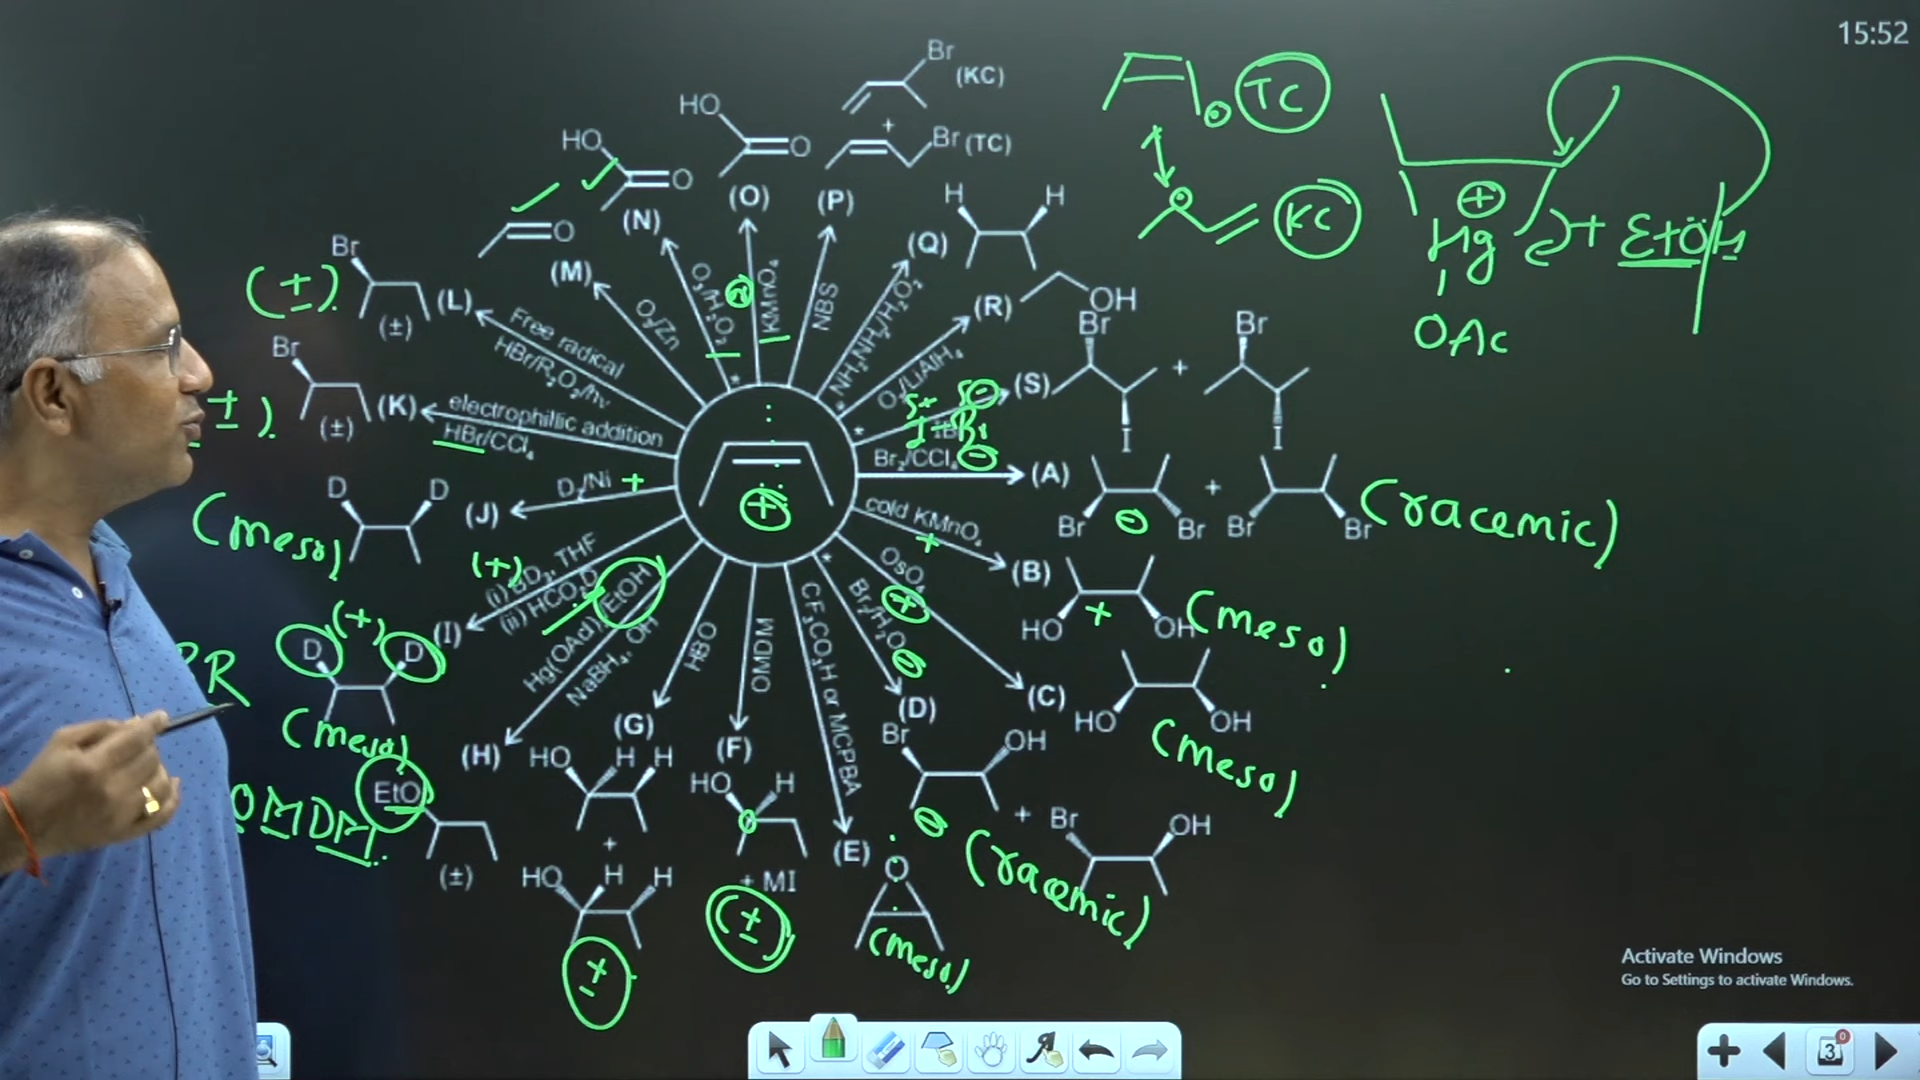 15:52
Br (KC)
+
Br (TC)
HO
O
HO
O
O
(P)
(O)
(N)
(M)
H
H
(Q)
(R)
OH
(L)
Br
(±)
(±)
(K)
Br
(±)
±)
(J)
D
D
(meso)
(I)
D
D
(+)
(meso)
(H)
EtO
(±)
(G)
HO
H
H
+
HO
H
H
±
(F)
HO
H
+ MI
(±)
(E)
O
(meso)
(D)
Br
OH
+
Br
OH
(racemic)
(C)
HO
OH
(meso)
(B)
HO
OH
+
(meso)
(A)
Br
Br
+
Br
Br
(racemic)
(S)
Br
I
+
Br
I
Free radical
HBr/R₂O₂/hν
electrophillic addition
HBr/CCl₄
D₂/Ni +
(+)
(i) BD₃, THF
(ii) HCO₂D
Hg(OAc)₂/EtOH
NaBH₄, OH
HBO
OMDM
CF₃CO₃H or MCPBA
*
Br₂/H₂O
OsO₄
+
cold KMnO₄
+
Br₂/CCl₄
*
* O₃/LiAlH₄
* NH₂NH₂/H₂O₂
NBS
KMnO₄
O₃/H₂O₂
*
O₃/Zn
+
TC
KC
+
Hg
OAc
+ EtÖH
R
OMDM
Activate Windows
Go to Settings to activate Windows.
3
0